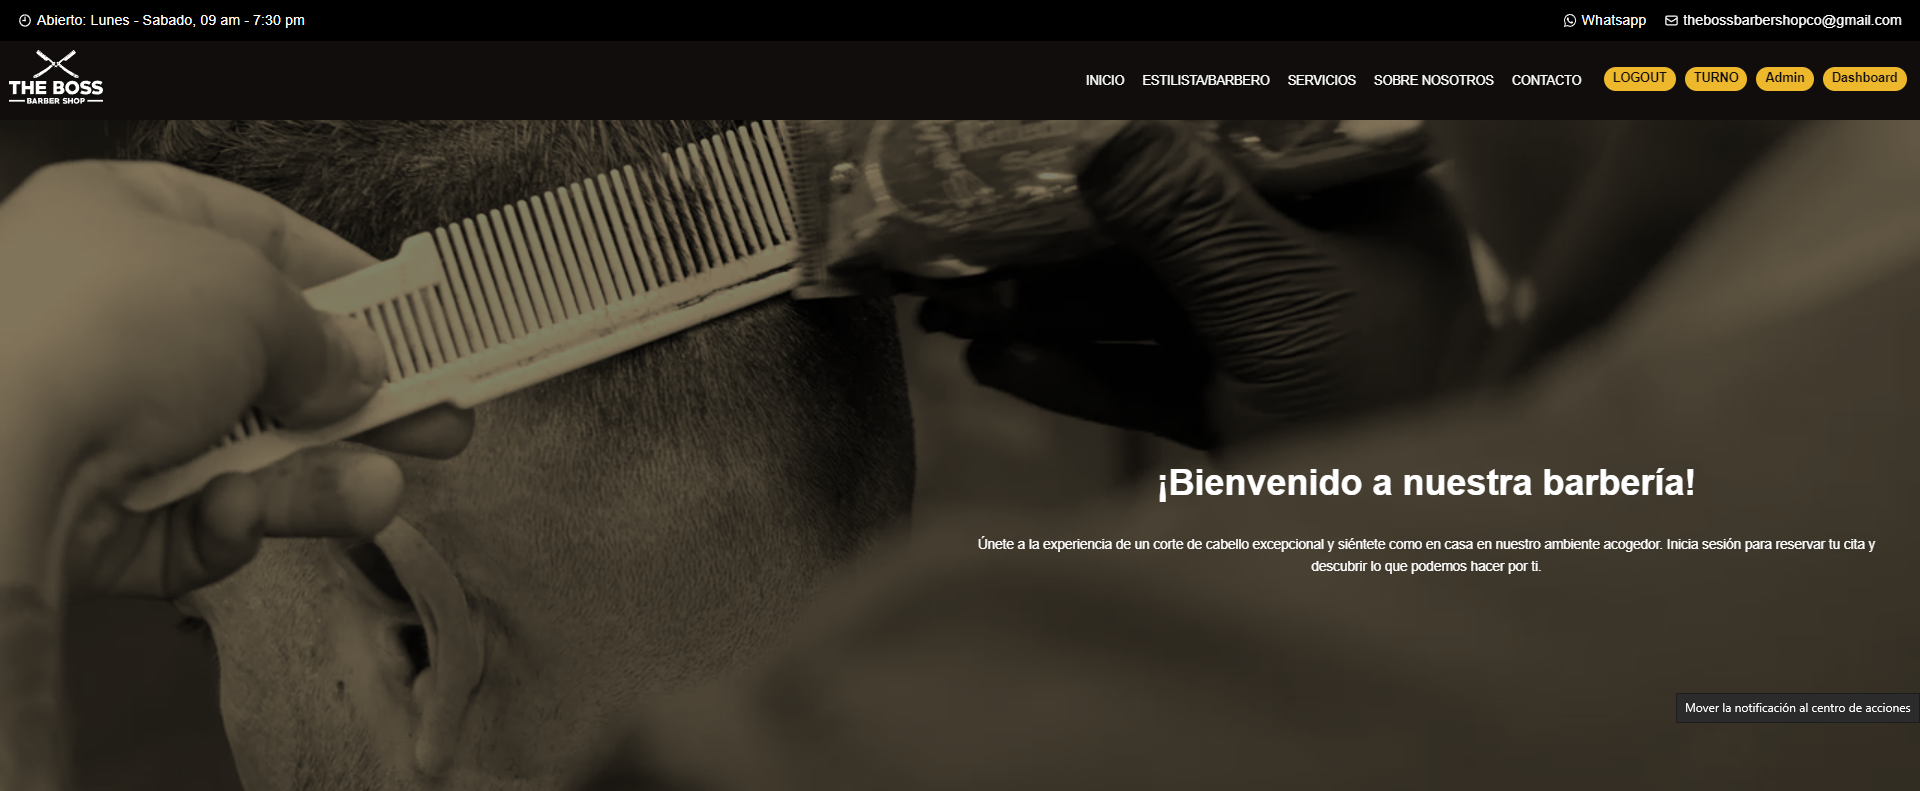 Abierto: Lunes - Sabado, 09 am - 7:30 pm
Whatsapp
thebossbarbershopco@gmail.com
THE BOSS
BARBER SHOP
INICIO
ESTILISTA/BARBERO
SERVICIOS
SOBRE NOSOTROS
CONTACTO
LOGOUT
TURNO
Admin
Dashboard
¡Bienvenido a nuestra barbería!
Únete a la experiencia de un corte de cabello excepcional y siéntete como en casa en nuestro ambiente acogedor. Inicia sesión para reservar tu cita y
descubrir lo que podemos hacer por ti.
Mover la notificación al centro de acciones